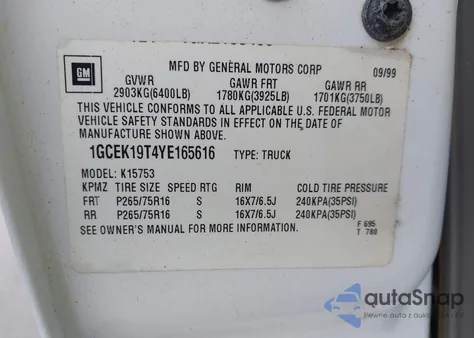 GM
MFD BY GENERAL MOTORS CORP 09/99
GVWR GAWR FRT GAWR RR
2903KG(6400LB) 1780KG(3925LB) 1701KG(3750LB)
THIS VEHICLE CONFORMS TO ALL APPLICABLE U.S. FEDERAL MOTOR
VEHICLE SAFETY STANDARDS IN EFFECT ON THE DATE OF
MANUFACTURE SHOWN ABOVE.
1GCEK19T4YE165616 TYPE: TRUCK
MODEL: K15753
KPMZ TIRE SIZE SPEED RTG RIM COLD TIRE PRESSURE
FRT P265/75R16 S 16X7/6.5J 240KPA(35PSI)
RR P265/75R16 S 16X7/6.5J 240KPA(35PSI)
SEE OWNER'S MANUAL FOR MORE INFORMATION.
F 695
T 780
autaSnap
Pewne auto z aukcji